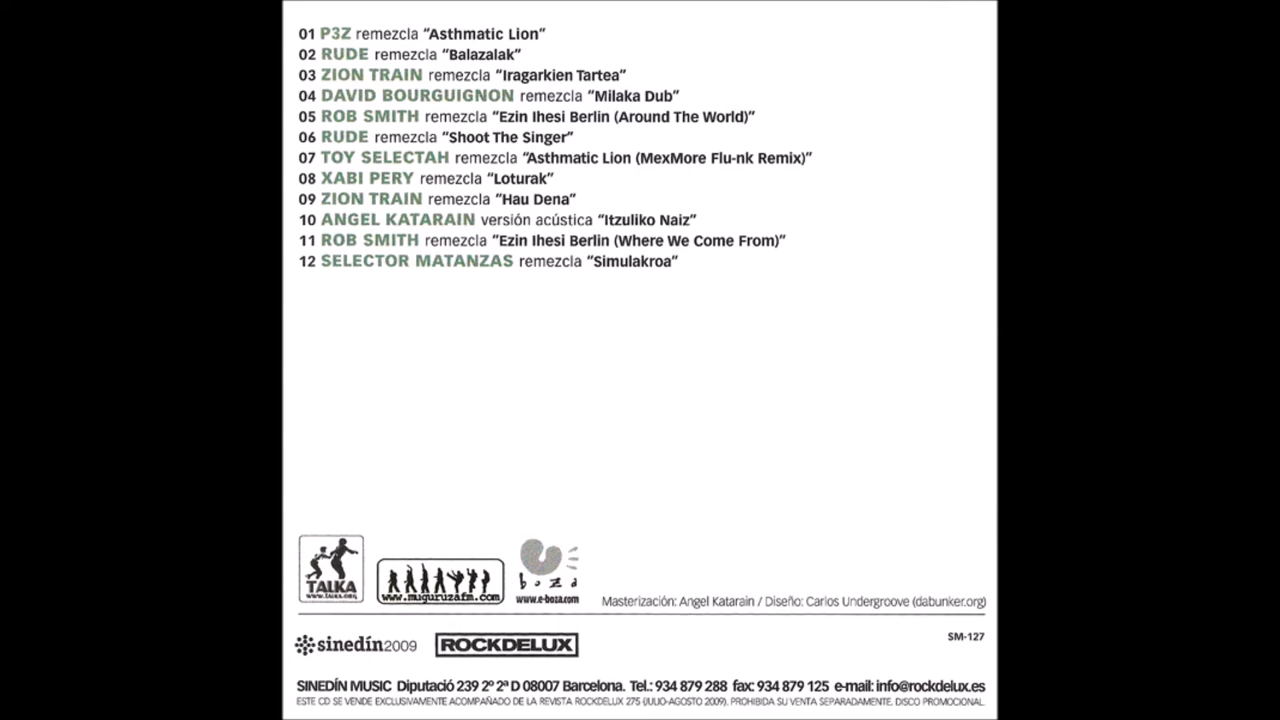 01 P3Z remezcla “Asthmatic Lion”
02 RUDE remezcla “Balazalak”
03 ZION TRAIN remezcla “Iragarkien Tartea”
04 DAVID BOURGUIGNON remezcla “Milaka Dub”
05 ROB SMITH remezcla “Ezin Ihesi Berlin (Around The World)”
06 RUDE remezcla “Shoot The Singer”
07 TOY SELECTAH remezcla “Asthmatic Lion (MexMore Flu-nk Remix)”
08 XABI PERY remezcla “Loturak”
09 ZION TRAIN remezcla “Hau Dena”
10 ANGEL KATARAIN versión acústica “Itzuliko Naiz”
11 ROB SMITH remezcla “Ezin Ihesi Berlin (Where We Come From)”
12 SELECTOR MATANZAS remezcla “Simulakroa”
TALKA
www.talka.org
www.muguruzafm.com
boza
www.e-boza.com
Masterización: Angel Katarain / Diseño: Carlos Undergroove (dabunker.org)
sinedín2009
ROCKDELUX
SM-127
SINEDÍN MUSIC Diputació 239 2º 2ª D 08007 Barcelona. Tel.: 934 879 288 fax: 934 879 125 e-mail: info@rockdelux.es
ESTE CD SE VENDE EXCLUSIVAMENTE ACOMPAÑADO DE LA REVISTA ROCKDELUX 275 (JULIO-AGOSTO 2009). PROHIBIDA SU VENTA SEPARADAMENTE. DISCO PROMOCIONAL.